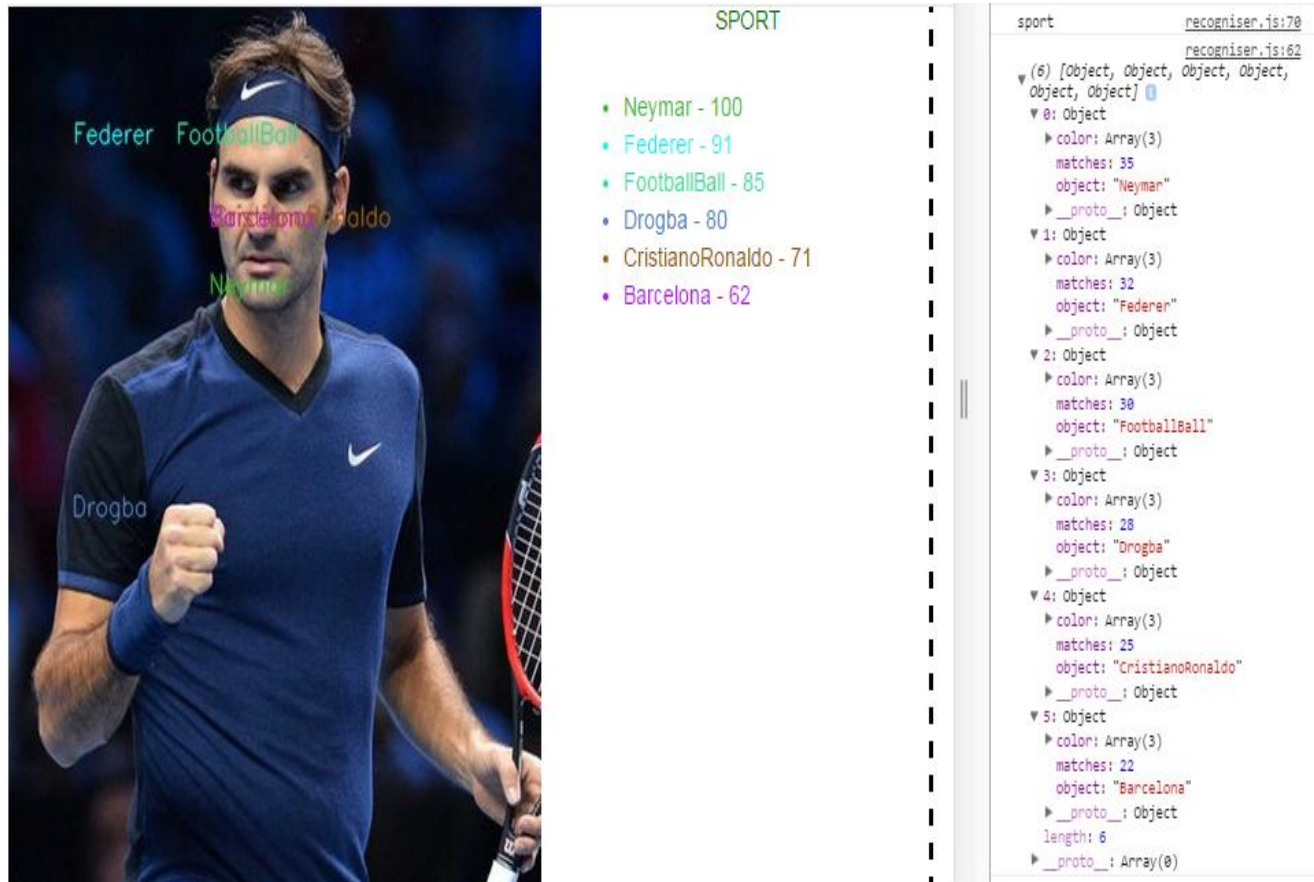 SPORT
Federer FootballBall
Barcelona CristianoRonaldo
Neymar
Drogba
• Neymar - 100
• Federer - 91
• FootballBall - 85
• Drogba - 80
• CristianoRonaldo - 71
• Barcelona - 62
sport recogniser.js:70
recogniser.js:62
▼ (6) [Object, Object, Object, Object,
Object, Object] i
▼ 0: Object
▶ color: Array(3)
matches: 35
object: "Neymar"
▶ __proto__: Object
▼ 1: Object
▶ color: Array(3)
matches: 32
object: "Federer"
▶ __proto__: Object
▼ 2: Object
▶ color: Array(3)
matches: 30
object: "FootballBall"
▶ __proto__: Object
▼ 3: Object
▶ color: Array(3)
matches: 28
object: "Drogba"
▶ __proto__: Object
▼ 4: Object
▶ color: Array(3)
matches: 25
object: "CristianoRonaldo"
▶ __proto__: Object
▼ 5: Object
▶ color: Array(3)
matches: 22
object: "Barcelona"
▶ __proto__: Object
length: 6
▶ __proto__: Array(0)